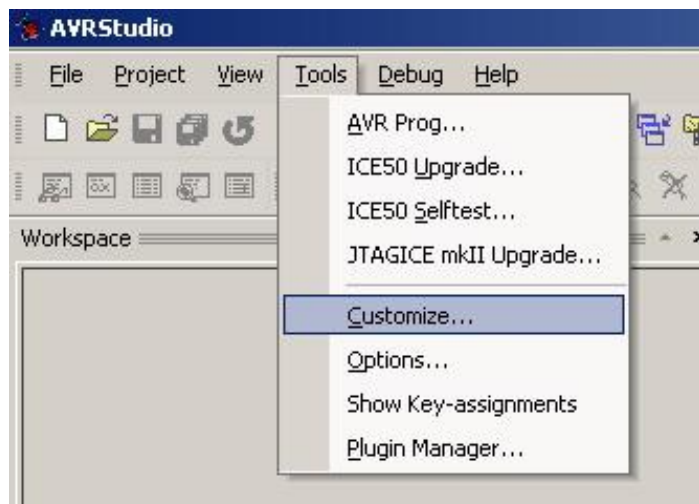 AVRStudio
File Project View Tools Debug Help
AVR Prog...
ICE50 Upgrade...
ICE50 Selftest...
Workspace
JTAGICE mkII Upgrade...
Customize...
Options...
Show Key-assignments
Plugin Manager...